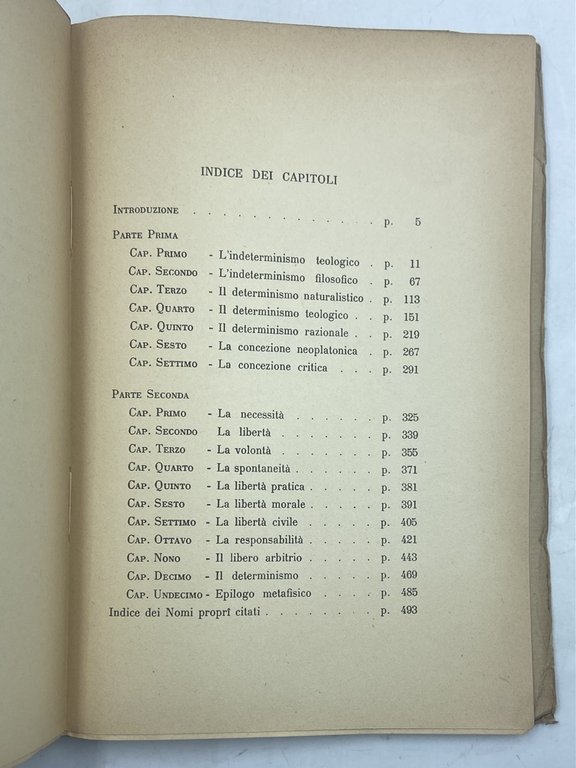 INDICE DEI CAPITOLI
INTRODUZIONE . . . . . . . . . . . . . p. 5
PARTE PRIMA
CAP. PRIMO - L'indeterminismo teologico . p. 11
CAP. SECONDO - L'indeterminismo filosofico . p. 67
CAP. TERZO - Il determinismo naturalistico . p. 113
CAP. QUARTO - Il determinismo teologico . p. 151
CAP. QUINTO - Il determinismo razionale . p. 219
CAP. SESTO - La concezione neoplatonica . p. 267
CAP. SETTIMO - La concezione critica . . . p. 291
PARTE SECONDA
CAP. PRIMO - La necessità . . . . . . p. 325
CAP. SECONDO La libertà . . . . . . . p. 339
CAP. TERZO - La volontà . . . . . . . p. 355
CAP. QUARTO - La spontaneità . . . . . p. 371
CAP. QUINTO - La libertà pratica . . . . p. 381
CAP. SESTO - La libertà morale . . . . p. 391
CAP. SETTIMO - La libertà civile . . . . . p. 405
CAP. OTTAVO - La responsabilità . . . . p. 421
CAP. NONO - Il libero arbitrio . . . . p. 443
CAP. DECIMO - Il determinismo . . . . . p. 469
CAP. UNDECIMO - Epilogo metafisico . . . . p. 485
Indice dei Nomi proprî citati . . . . . . . . p. 493